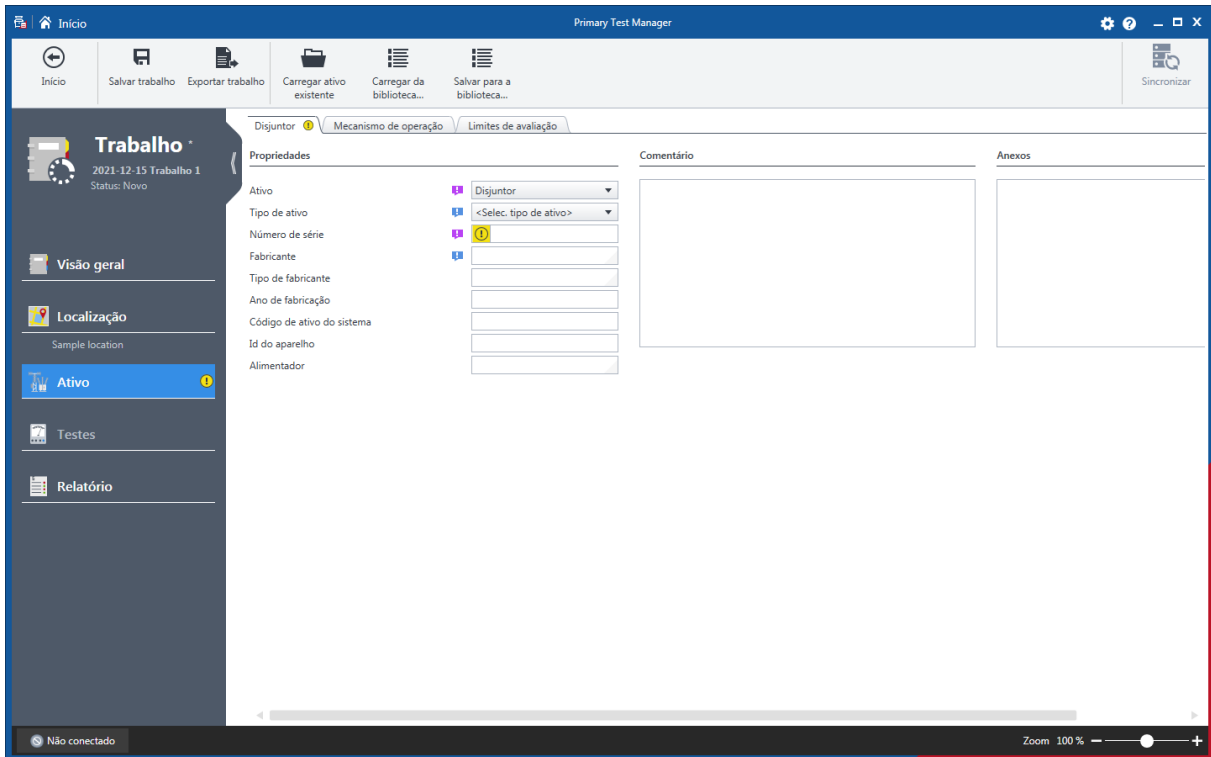 Início
Primary Test Manager
Início
Salvar trabalho
Exportar trabalho
Carregar ativo
existente
Carregar da
biblioteca...
Salvar para a
biblioteca...
Sincronizar
Trabalho *
2021-12-15 Trabalho 1
Status: Novo
Visão geral
Localização
Sample location
Ativo
Testes
Relatório
Disjuntor
Mecanismo de operação
Limites de avaliação
Propriedades
Comentário
Anexos
Ativo
Disjuntor
Tipo de ativo
<Selec. tipo de ativo>
Número de série
Fabricante
Tipo de fabricante
Ano de fabricação
Código de ativo do sistema
Id do aparelho
Alimentador
Não conectado
Zoom 100 %